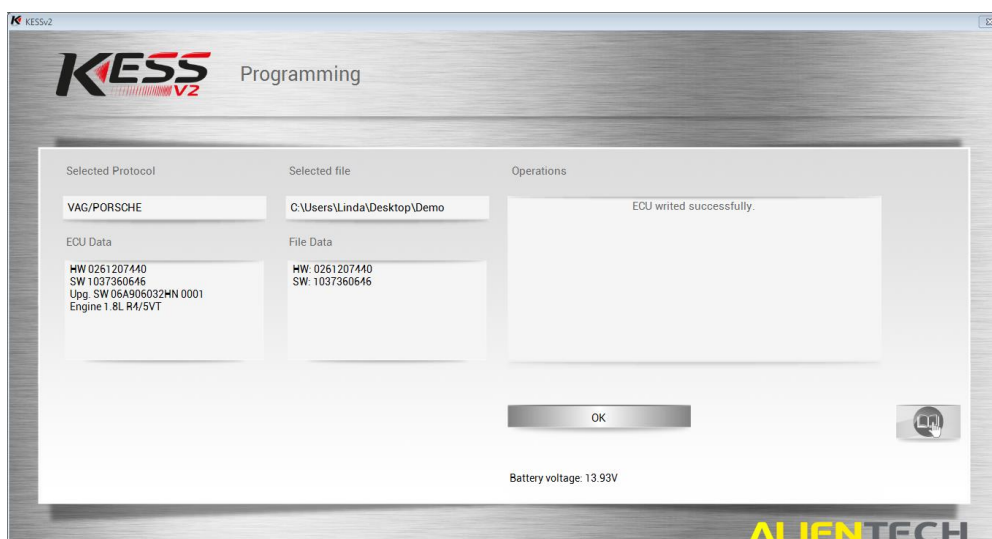 KESSv2
KESS V2
Programming
Selected Protocol
Selected file
Operations
VAG/PORSCHE
C:\Users\Linda\Desktop\Demo
ECU writed successfully.
ECU Data
File Data
HW 0261207440
SW 1037360646
Upg. SW 06A906032HN 0001
Engine 1.8L R4/5VT
HW: 0261207440
SW: 1037360646
OK
Battery voltage: 13.93V
ALIENTECH